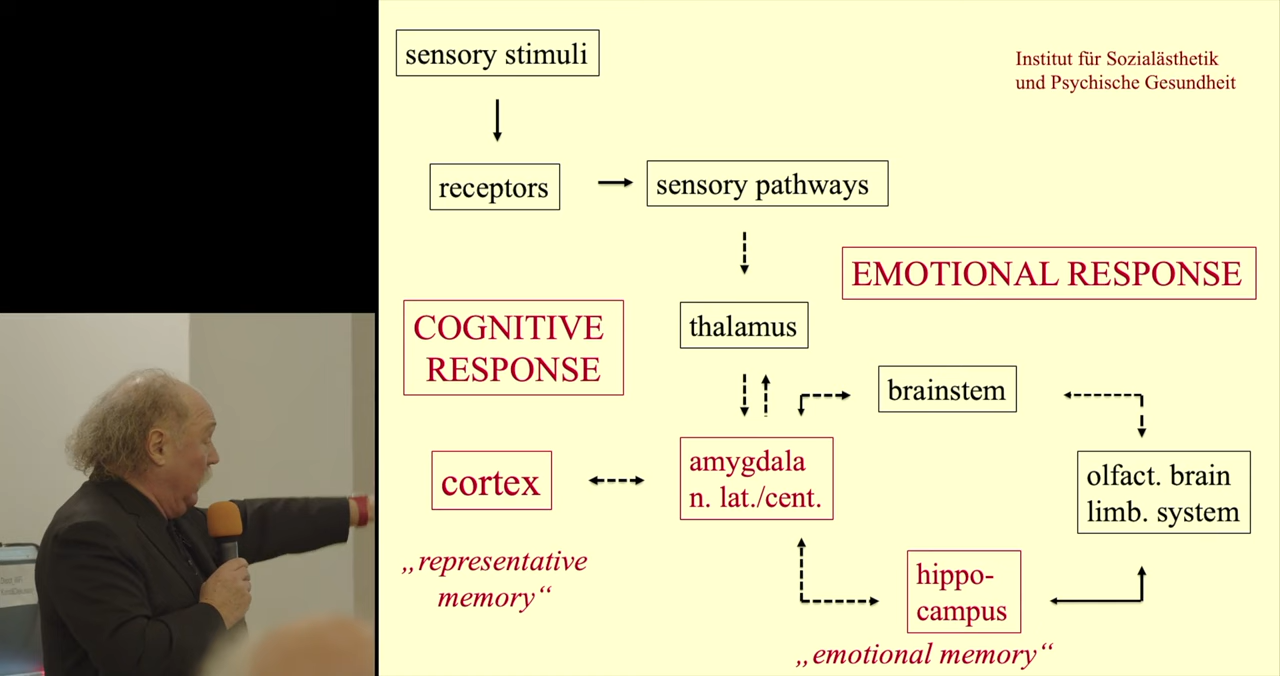 sensory stimuli
Institut für Sozialästhetik
und Psychische Gesundheit
receptors
sensory pathways
EMOTIONAL RESPONSE
thalamus
COGNITIVE
RESPONSE
brainstem
amygdala
n. lat./cent.
cortex
olfact. brain
limb. system
„representative
memory“
hippo-
campus
„emotional memory“